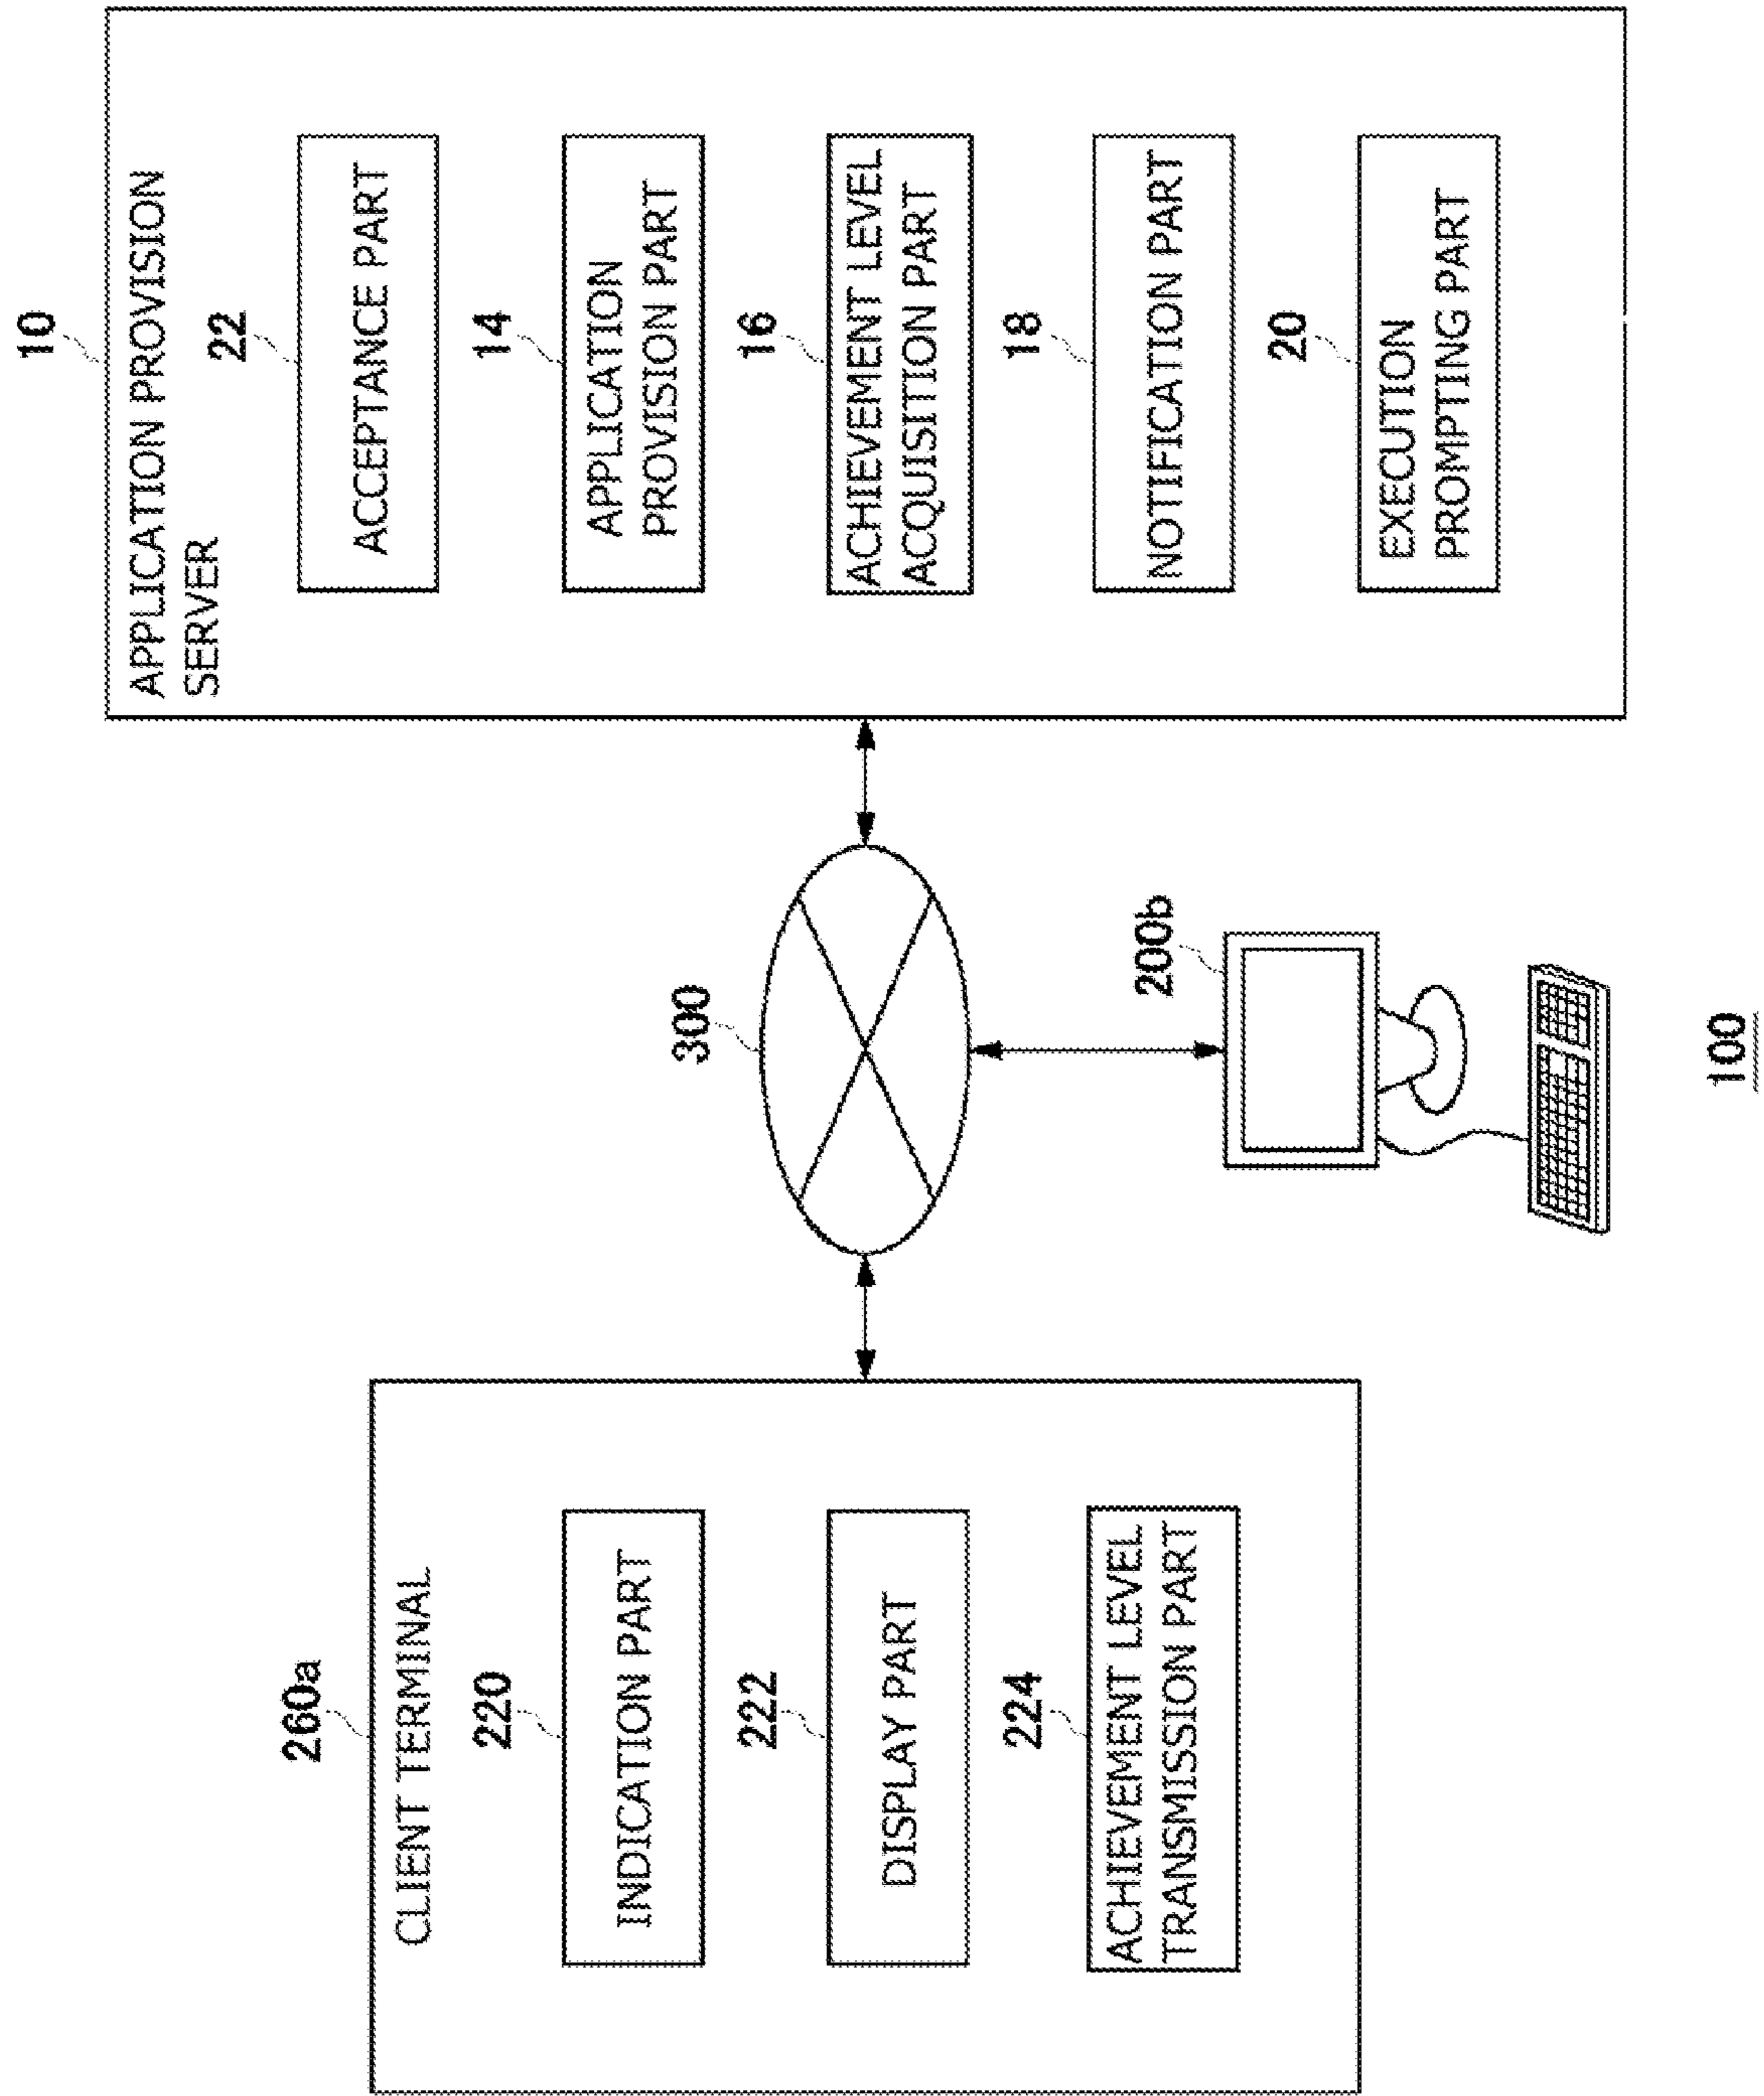 260a
CLIENT TERMINAL
220
INDICATION PART
222
DISPLAY PART
224
ACHIEVEMENT LEVEL
TRANSMISSION PART
300
200b
10
APPLICATION PROVISION
SERVER
22
ACCEPTANCE PART
14
APPLICATION
PROVISION PART
16
ACHIEVEMENT LEVEL
ACQUISITION PART
18
NOTIFICATION PART
20
EXECUTION
PROMPTING PART
100